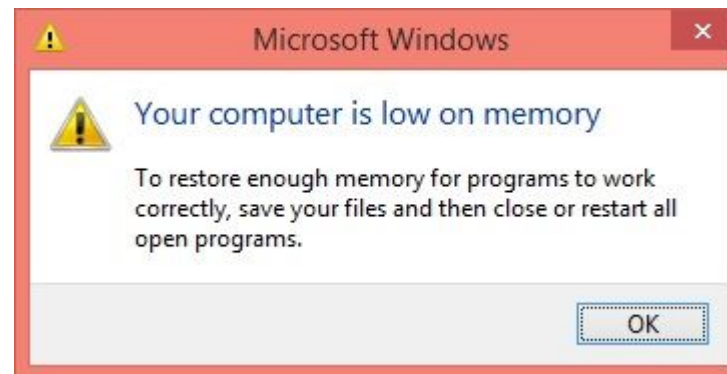 Microsoft Windows
Your computer is low on memory
To restore enough memory for programs to work
correctly, save your files and then close or restart all
open programs.
OK